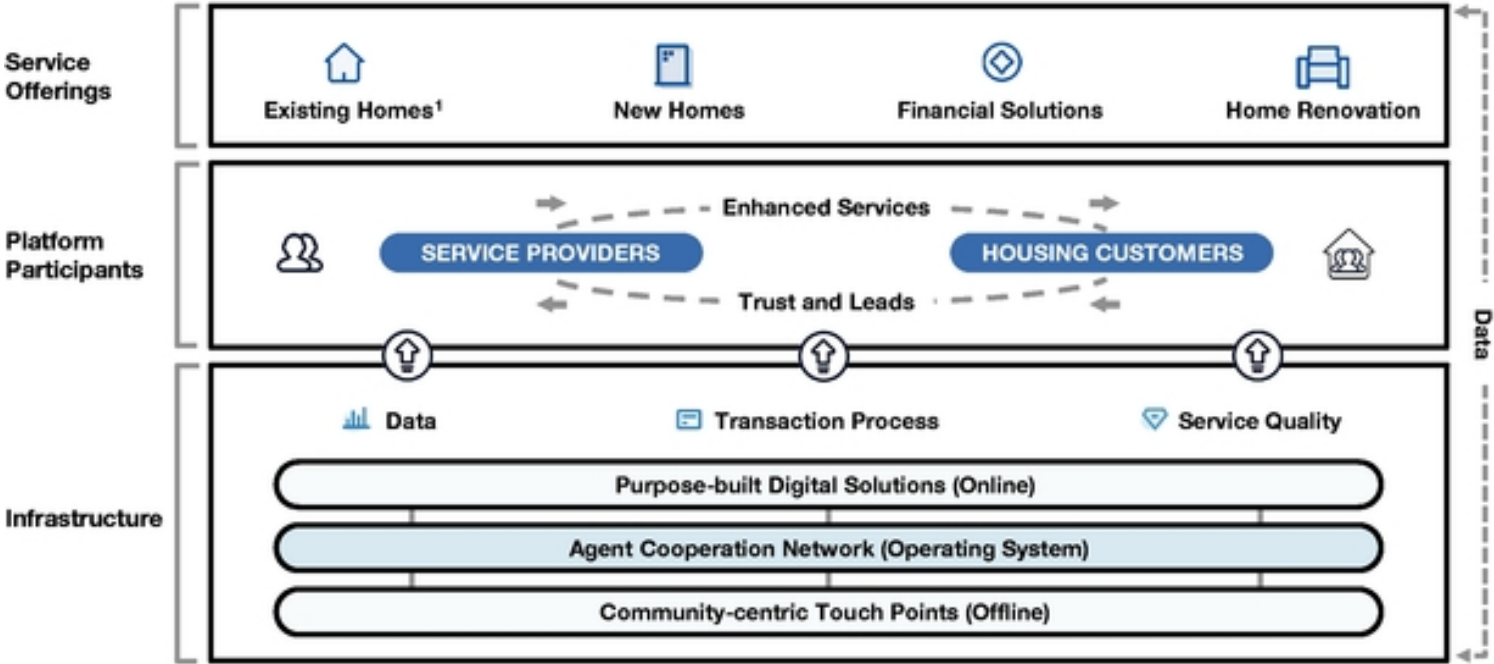 Service
Offerings
Existing Homes¹
New Homes
Financial Solutions
Home Renovation
Platform
Participants
Enhanced Services
SERVICE PROVIDERS
HOUSING CUSTOMERS
Trust and Leads
Data
Infrastructure
Data
Transaction Process
Service Quality
Purpose-built Digital Solutions (Online)
Agent Cooperation Network (Operating System)
Community-centric Touch Points (Offline)